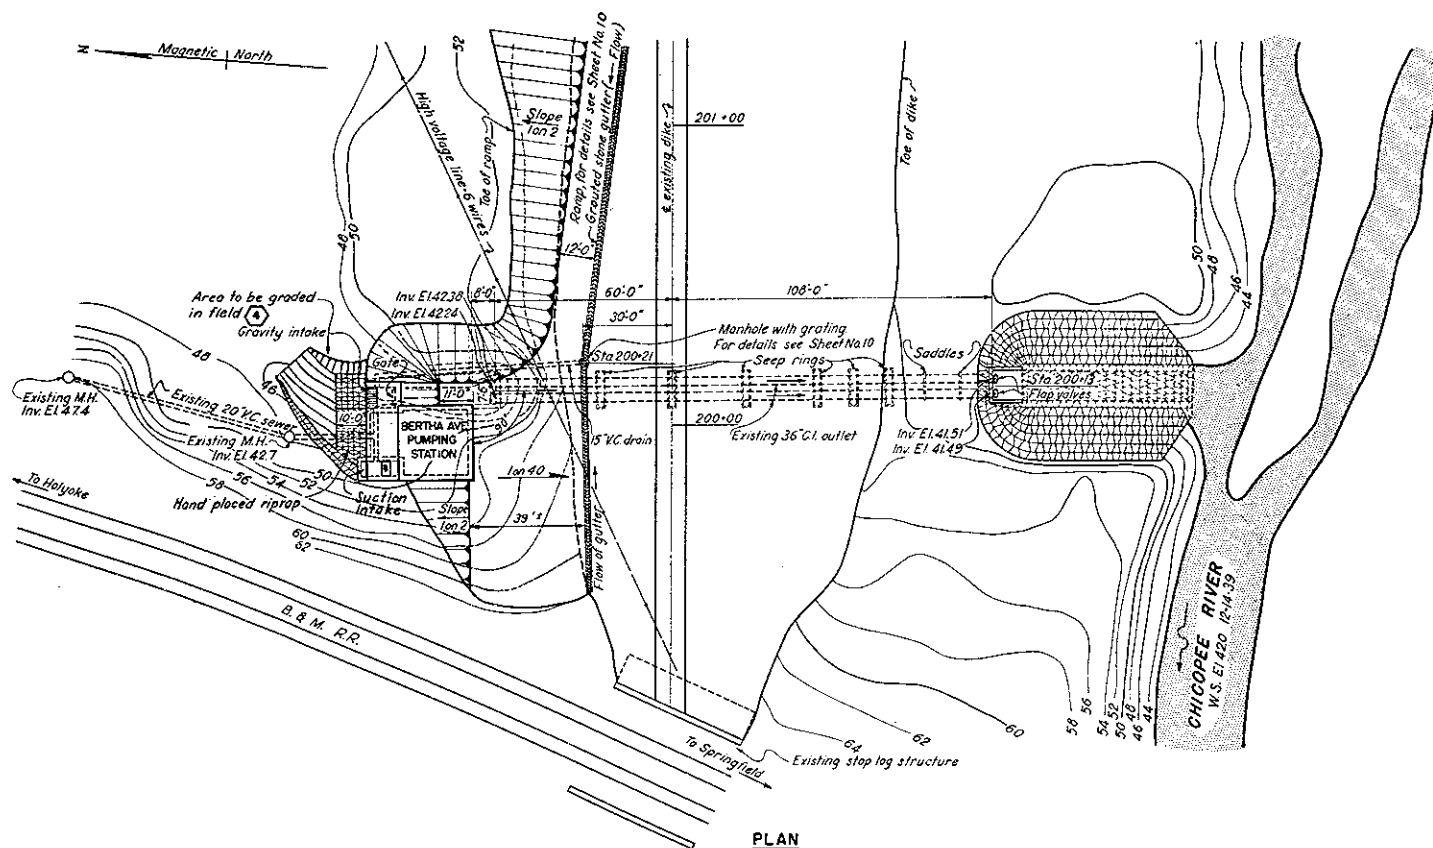 N
Magnetic North
52
High voltage line-6 wires
Toe of ramp
Slope
1 on 2
Ramp, for details see Sheet No. 10
Grouted stone gutter (← Flow)
12'-0"
℄ existing dike
201+00
Toe of dike
48
50
50
48
46
44
Area to be graded
in field 4
Gravity intake
Inv. El. 42.38
Inv. El. 42.24
8'-0"
60'-0"
108'-0"
30'-0"
Manhole with grating
For details see Sheet No. 10
Sta 200+21
Seep rings
Saddles
Sta. 200+13
Flap valves
48
46
Gate
10'-0"
11'-0"
7'-6"
90°
Existing M.H.
Inv. El. 47.4
Existing 20" V.C. sewer
Existing M.H.
Inv. El. 42.7
BERTHA AVE.
PUMPING
STATION
15" V.C. drain
200+00
Existing 36" C.I. outlet
Inv. El. 41.51
Inv. El. 41.49
50
52
54
56
58
To Holyoke
Hand placed riprap
Suction
Intake
Slope
1 on 2
1 on 40
39'±
Flow of gutter
60
62
B. & M. R.R.
To Springfield
Existing stop log structure
64
62
60
58
56
54
52
50
48
46
44
CHICOPEE RIVER
W.S. El 42.0 12-14-39
PLAN